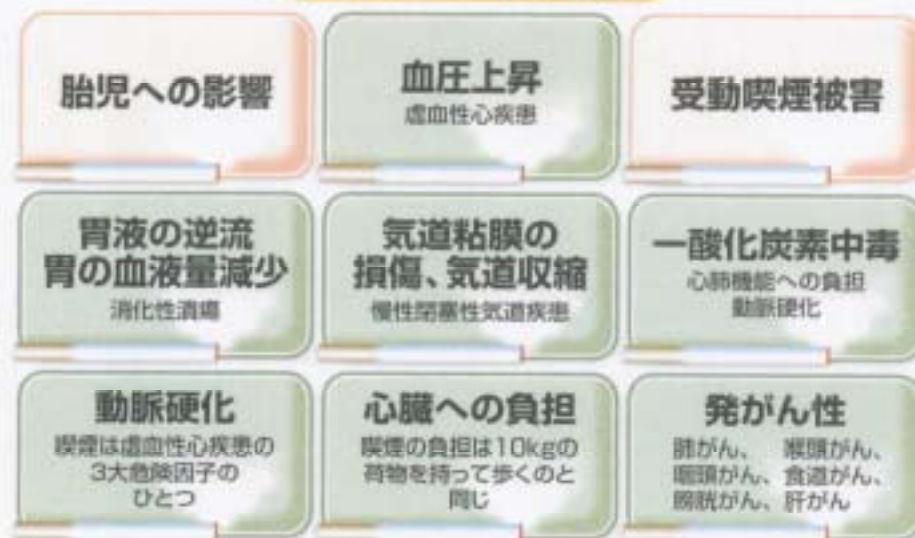 胎児への影響
血圧上昇
虚血性心疾患
受動喫煙被害
胃液の逆流
胃の血液量減少
消化性潰瘍
気道粘膜の
損傷、気道収縮
慢性閉塞性気道疾患
一酸化炭素中毒
心肺機能への負担
動脈硬化
動脈硬化
喫煙は虚血性心疾患の
3大危険因子の
ひとつ
心臓への負担
喫煙の負担は10kgの
荷物を持って歩くのと
同じ
発がん性
肺がん、 喉頭がん、
咽頭がん、食道がん、
膀胱がん、肝がん